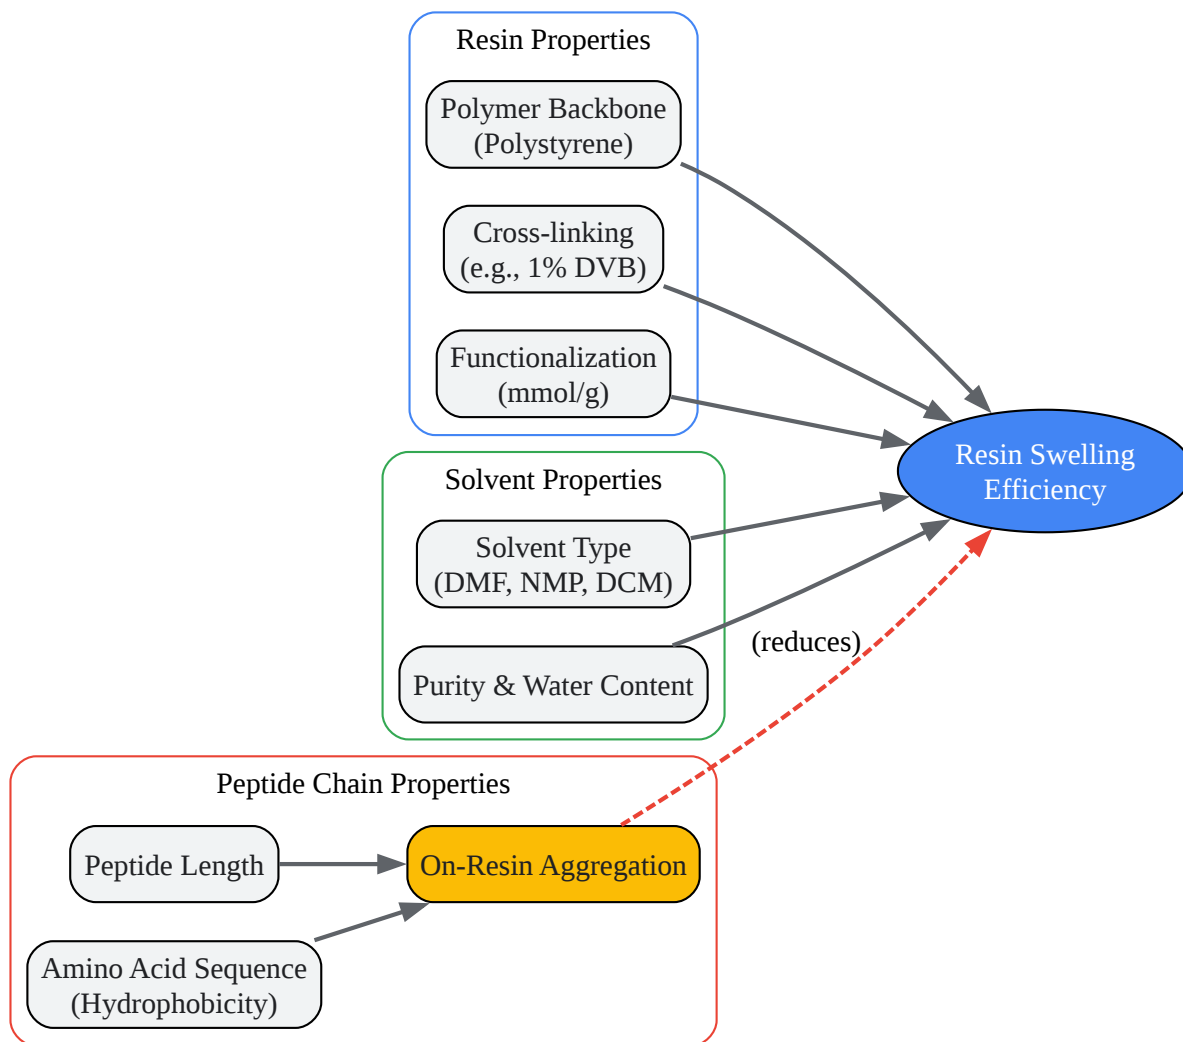 Resin Properties
Polymer Backbone
(Polystyrene)
Cross-linking
(e.g., 1% DVB)
Functionalization
(mmol/g)
Resin Swelling
Efficiency
Solvent Properties
Solvent Type
(DMF, NMP, DCM)
Purity & Water Content
(reduces)
Peptide Chain Properties
Peptide Length
On-Resin Aggregation
Amino Acid Sequence
(Hydrophobicity)